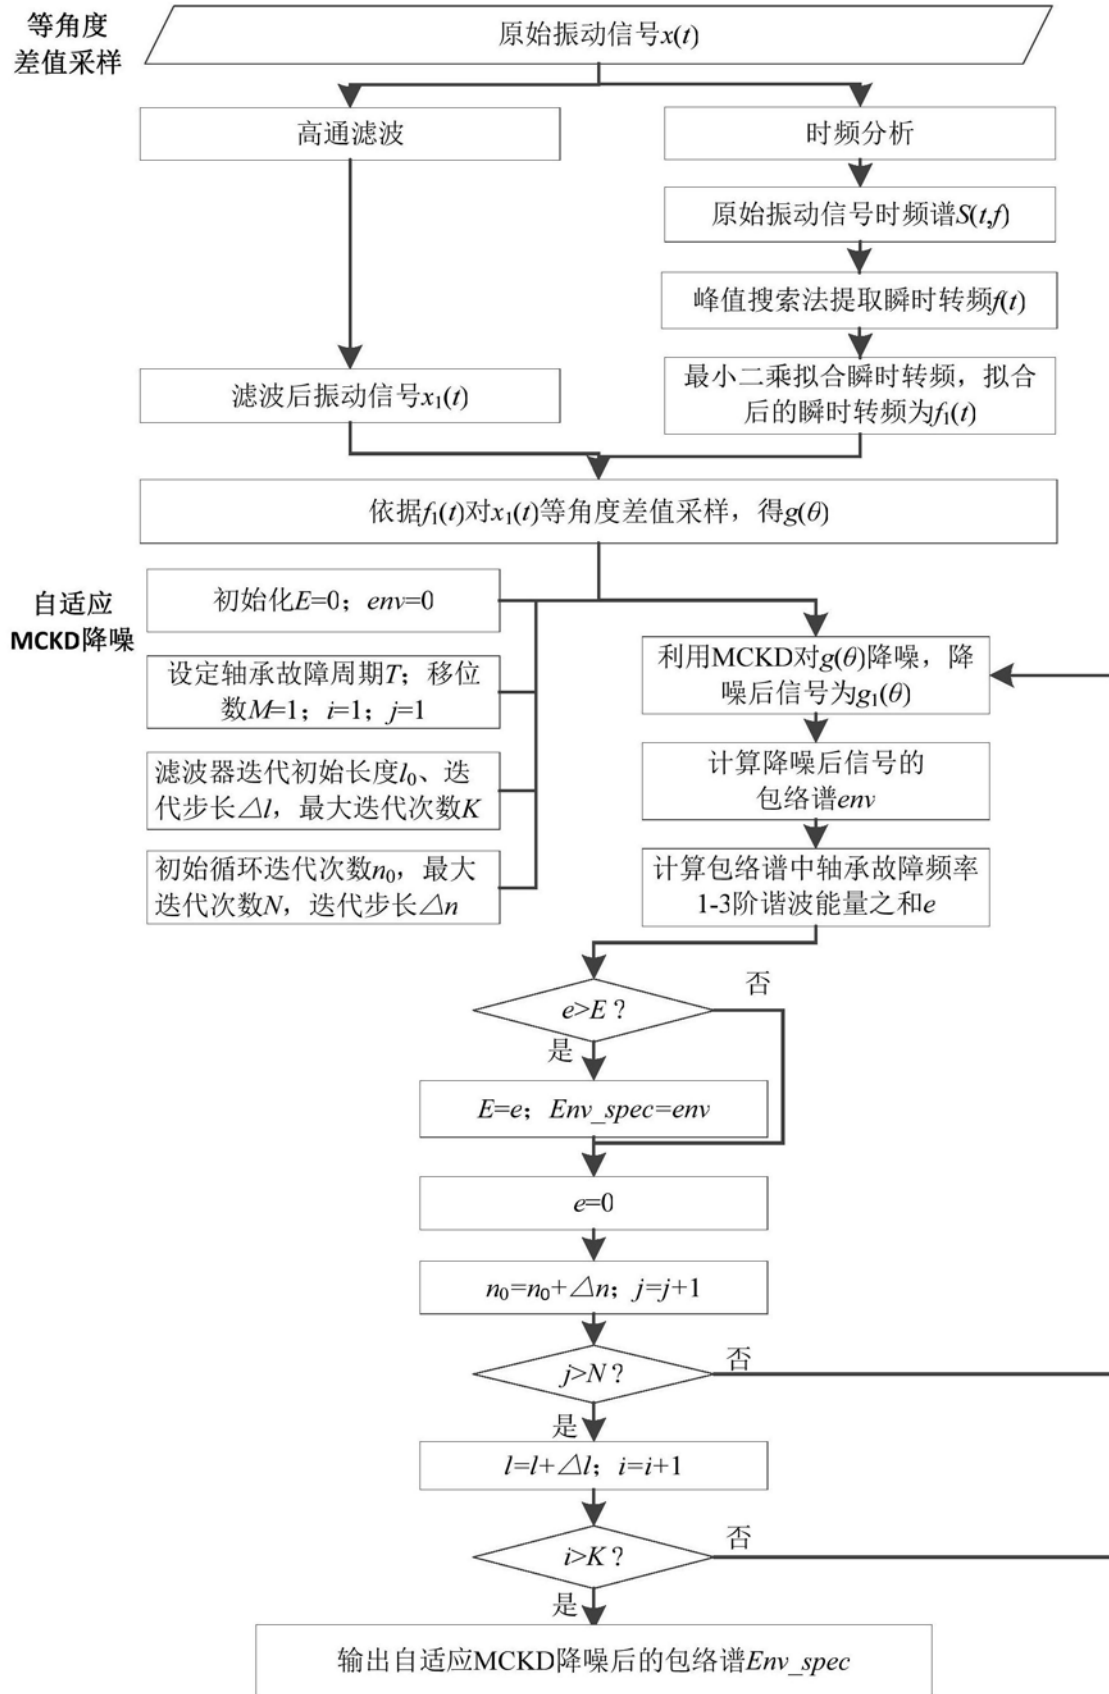 等角度
差值采样
原始振动信号x(t)
高通滤波
时频分析
原始振动信号时频谱S(t,f)
峰值搜索法提取瞬时转频f(t)
最小二乘拟合瞬时转频，拟合
后的瞬时转频为f₁(t)
滤波后振动信号x₁(t)
依据f₁(t)对x₁(t)等角度差值采样，得g(θ)
自适应
MCKD降噪
初始化E=0；env=0
设定轴承故障周期T；移位
数M=1；i=1；j=1
滤波器迭代初始长度l₀、迭
代步长△l，最大迭代次数K
初始循环迭代次数n₀，最大
迭代次数N，迭代步长△n
利用MCKD对g(θ)降噪，降
噪后信号为g₁(θ)
计算降噪后信号的
包络谱env
计算包络谱中轴承故障频率
1-3阶谐波能量之和e
e>E？
否
是
E=e；Env_spec=env
e=0
n₀=n₀+△n；j=j+1
j>N？
否
是
l=l+△l；i=i+1
i>K？
否
是
输出自适应MCKD降噪后的包络谱Env_spec